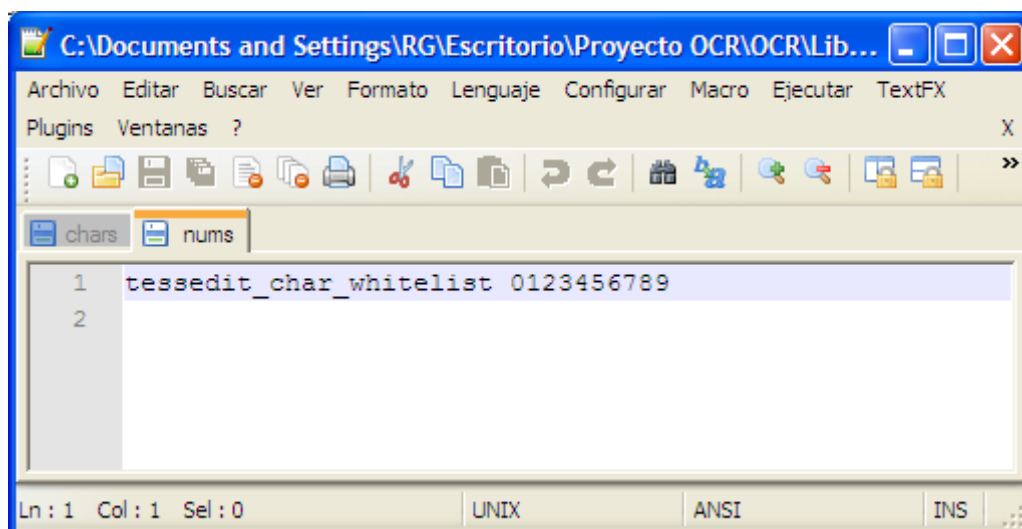 C:\Documents and Settings\RG\Escritorio\Proyecto OCR\OCR\Lib...
Archivo Editar Buscar Ver Formato Lenguaje Configurar Macro Ejecutar TextFX
Plugins Ventanas ? X
chars nums
1 tessedit_char_whitelist 0123456789
2
Ln : 1 Col : 1 Sel : 0 UNIX ANSI INS